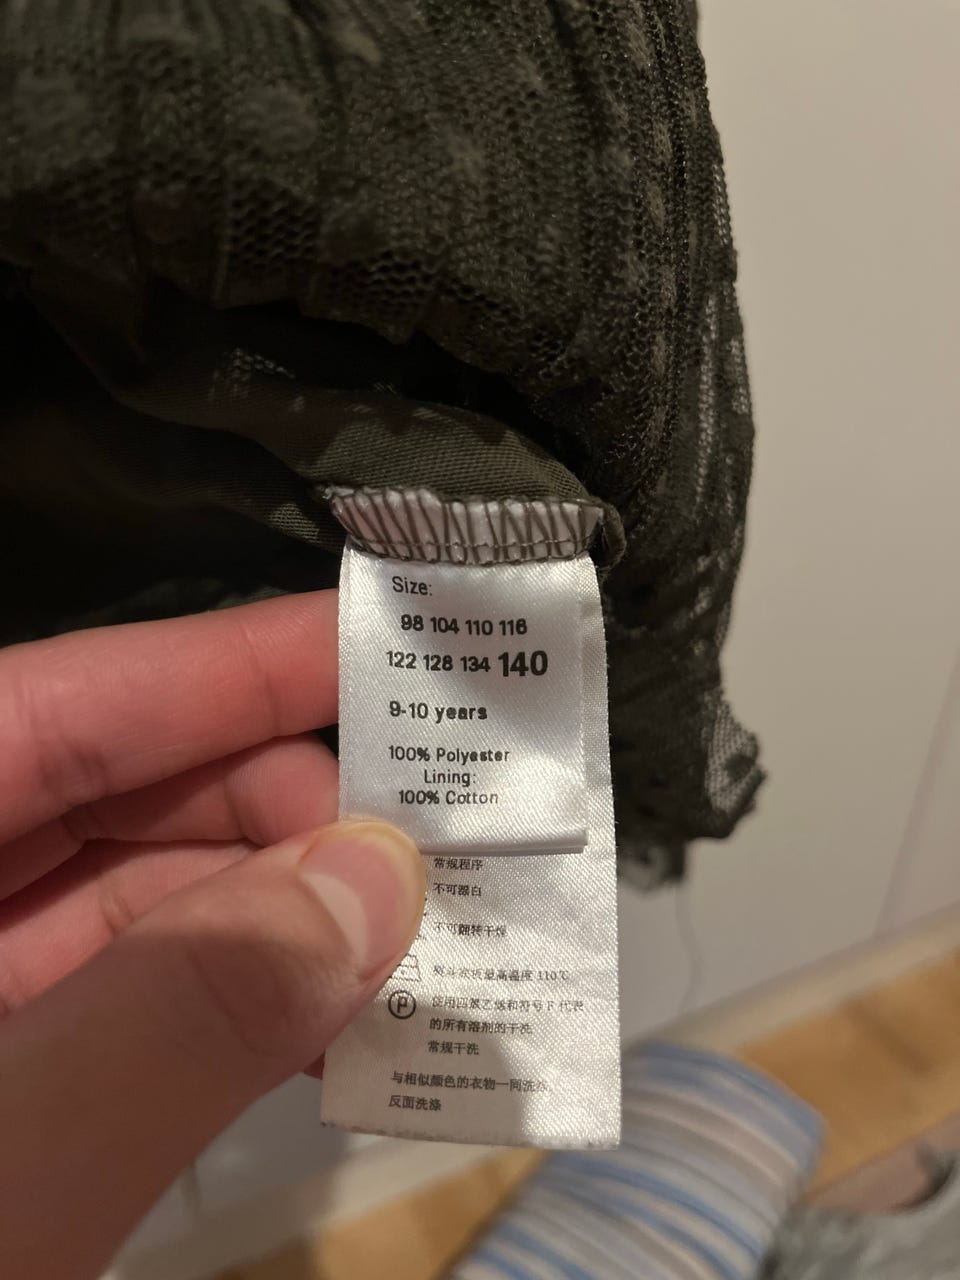 Size:
98 104 110 116
122 128 134 140
9-10 years
100% Polyester
Lining:
100% Cotton
常规程序
不可漂白
不可翻转干燥
熨斗底板最高温度 110℃
P
使用四氯乙烯和符号 F 代表
的所有溶剂的干洗
常规干洗
与相似颜色的衣物一同洗涤
反面洗涤